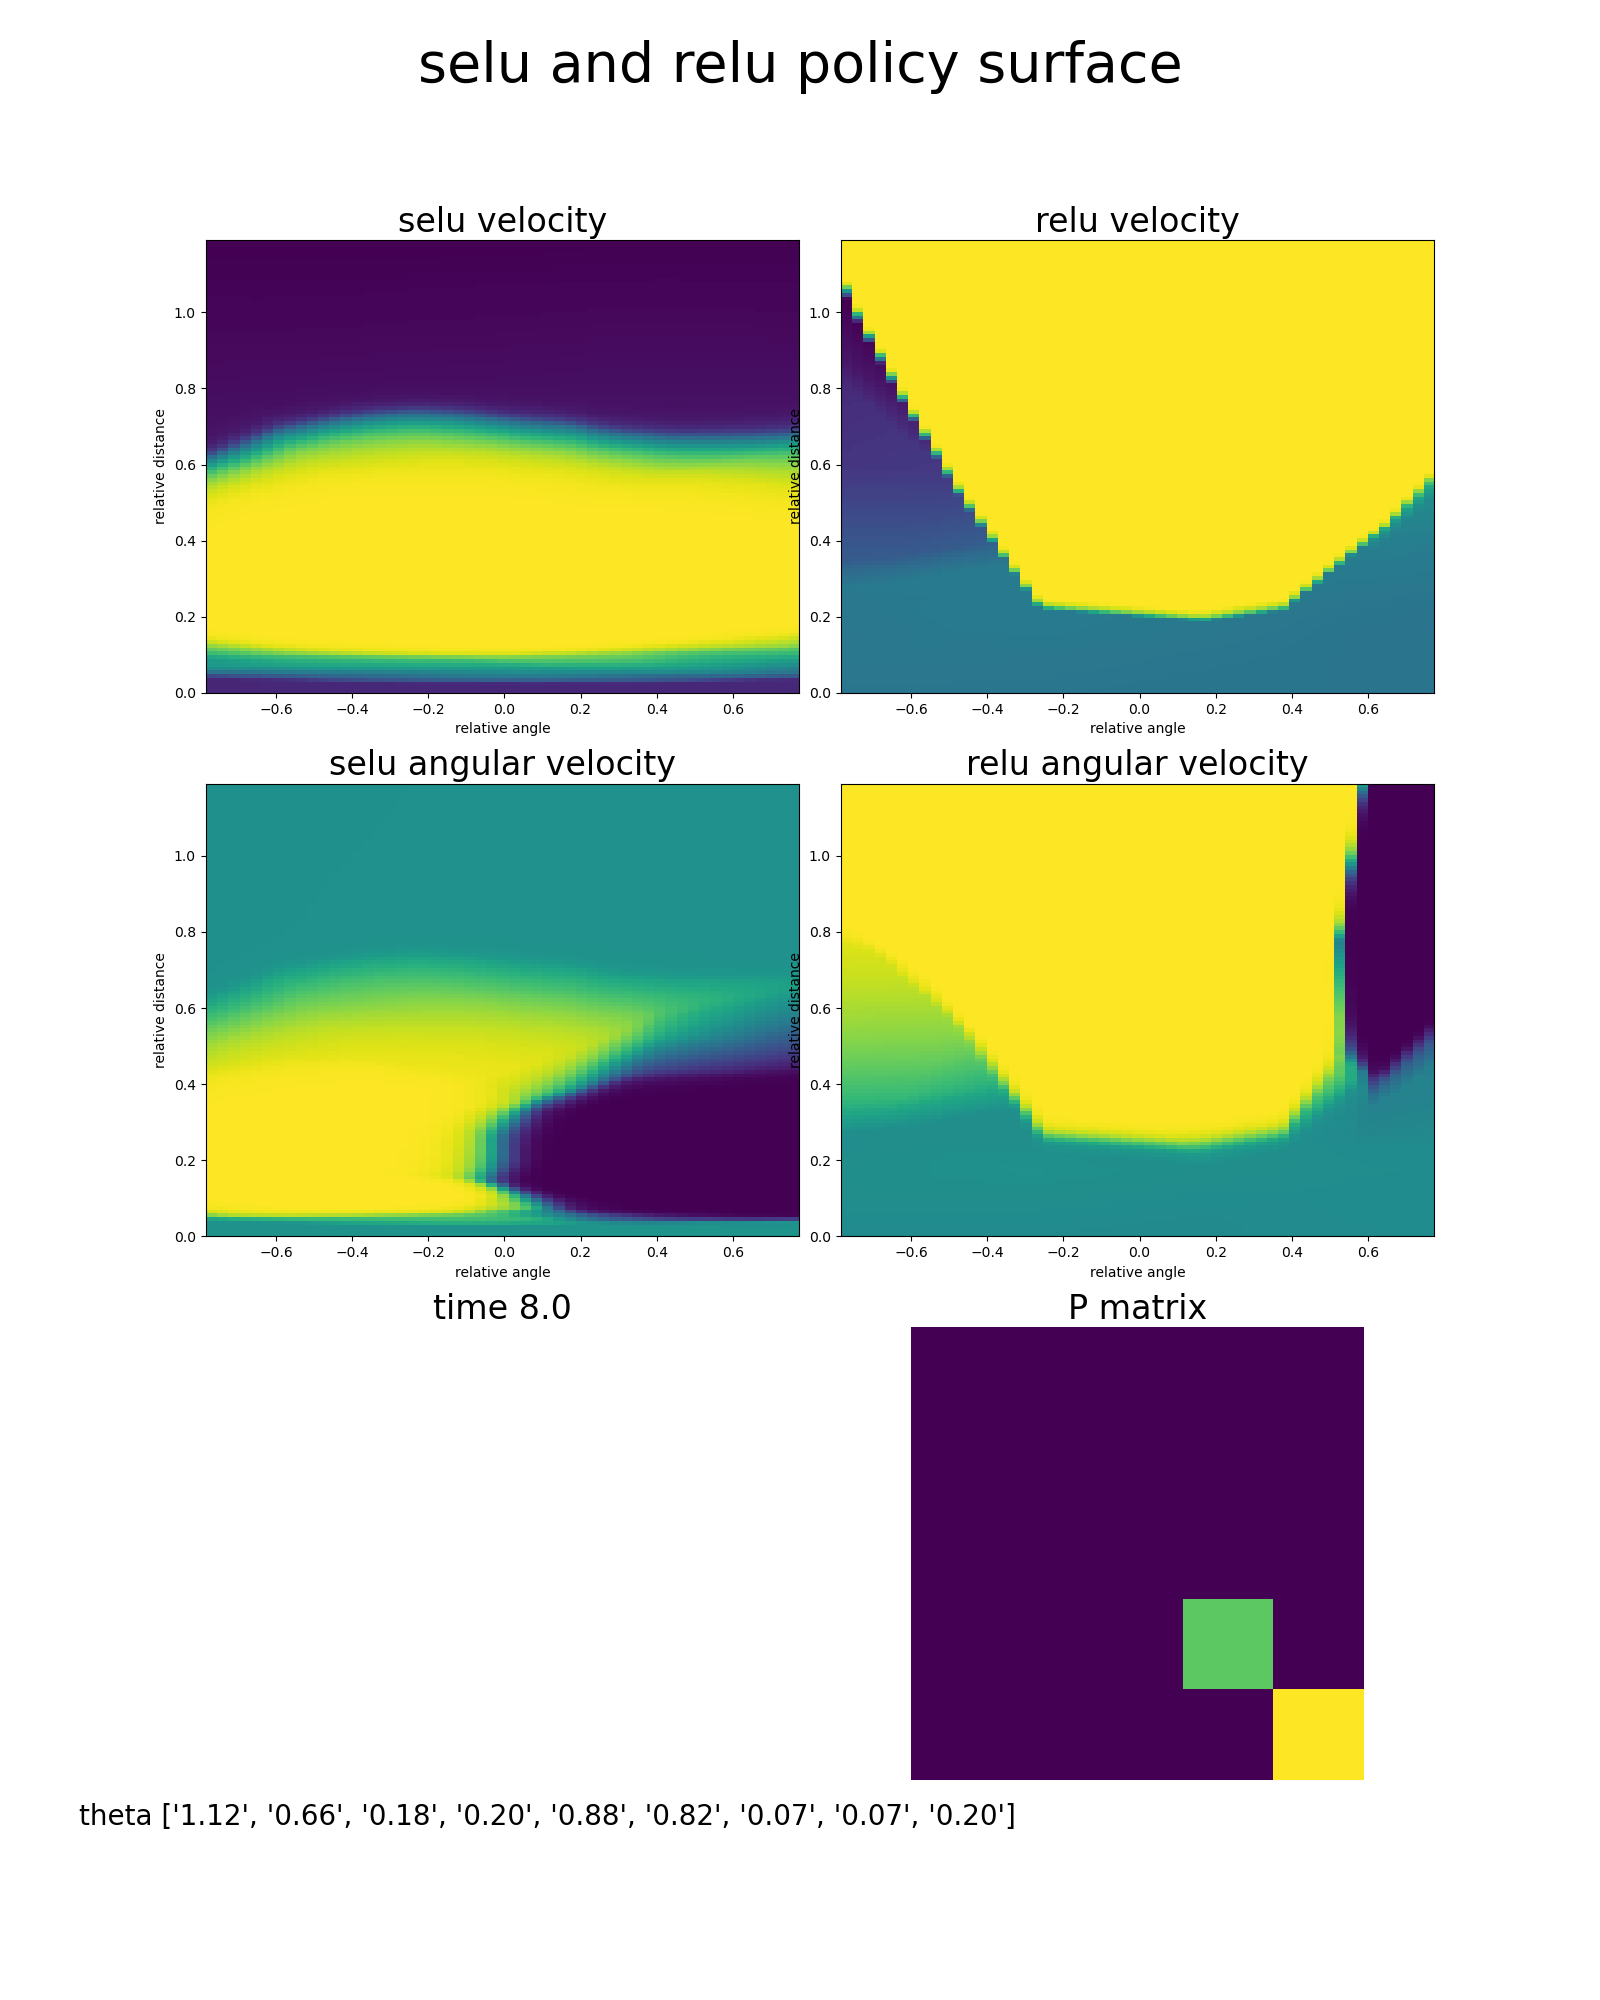 selu and relu policy surface
selu velocity
relative distance
1.0
0.8
0.6
0.4
0.2
0.0
−0.6 −0.4 −0.2 0.0 0.2 0.4 0.6
relative angle
relu velocity
relative distance
1.0
0.8
0.6
0.4
0.2
0.0
−0.6 −0.4 −0.2 0.0 0.2 0.4 0.6
relative angle
selu angular velocity
relative distance
1.0
0.8
0.6
0.4
0.2
0.0
−0.6 −0.4 −0.2 0.0 0.2 0.4 0.6
relative angle
relu angular velocity
relative distance
1.0
0.8
0.6
0.4
0.2
0.0
−0.6 −0.4 −0.2 0.0 0.2 0.4 0.6
relative angle
time 8.0
P matrix
theta ['1.12', '0.66', '0.18', '0.20', '0.88', '0.82', '0.07', '0.07', '0.20']